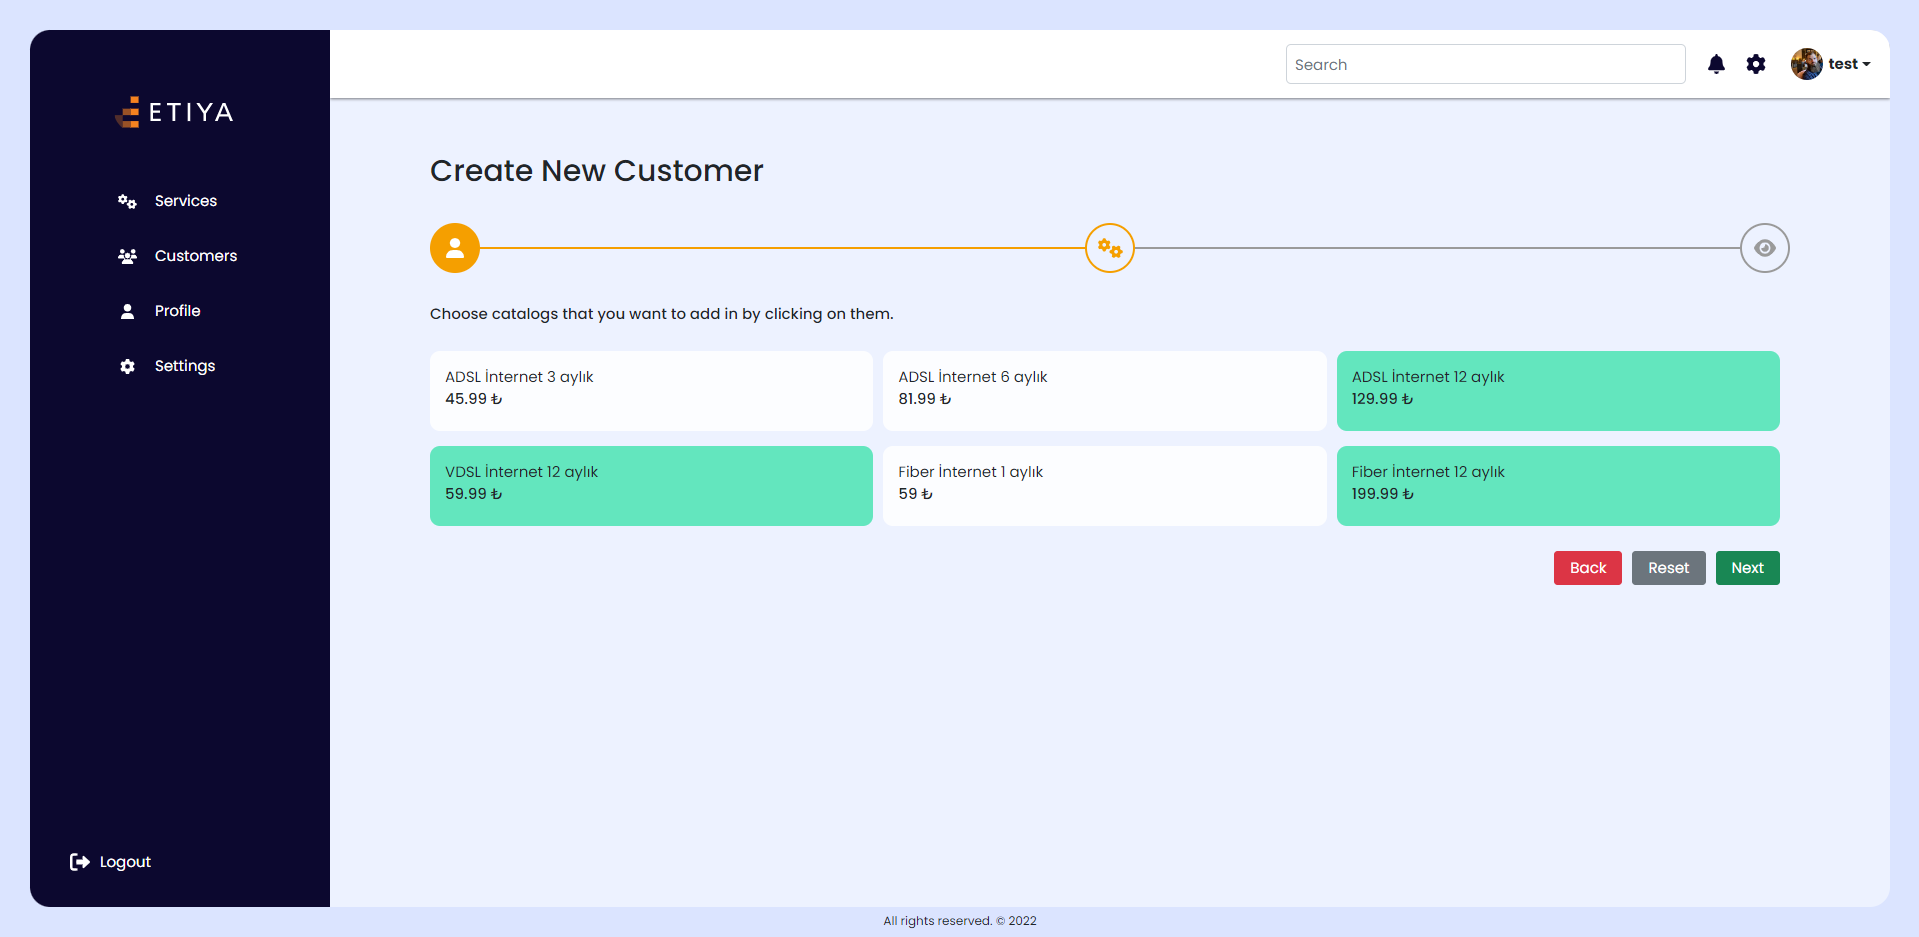 ETIYA
Search
test
Services
Customers
Profile
Settings
Logout
Create New Customer
Choose catalogs that you want to add in by clicking on them.
ADSL İnternet 3 aylık
45.99 ₺
ADSL İnternet 6 aylık
81.99 ₺
ADSL İnternet 12 aylık
129.99 ₺
VDSL İnternet 12 aylık
59.99 ₺
Fiber İnternet 1 aylık
59 ₺
Fiber İnternet 12 aylık
199.99 ₺
Back
Reset
Next
All rights reserved. © 2022